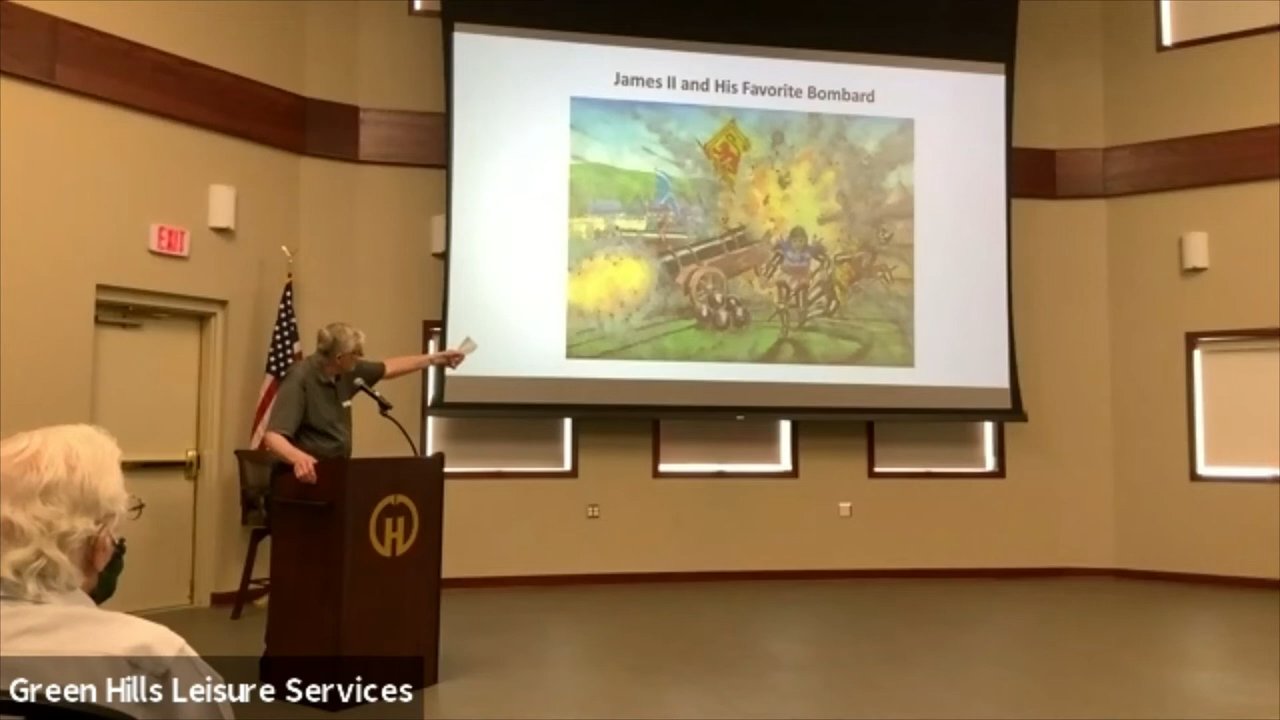 James II and His Favorite Bombard
EXIT
H
Green Hills Leisure Services